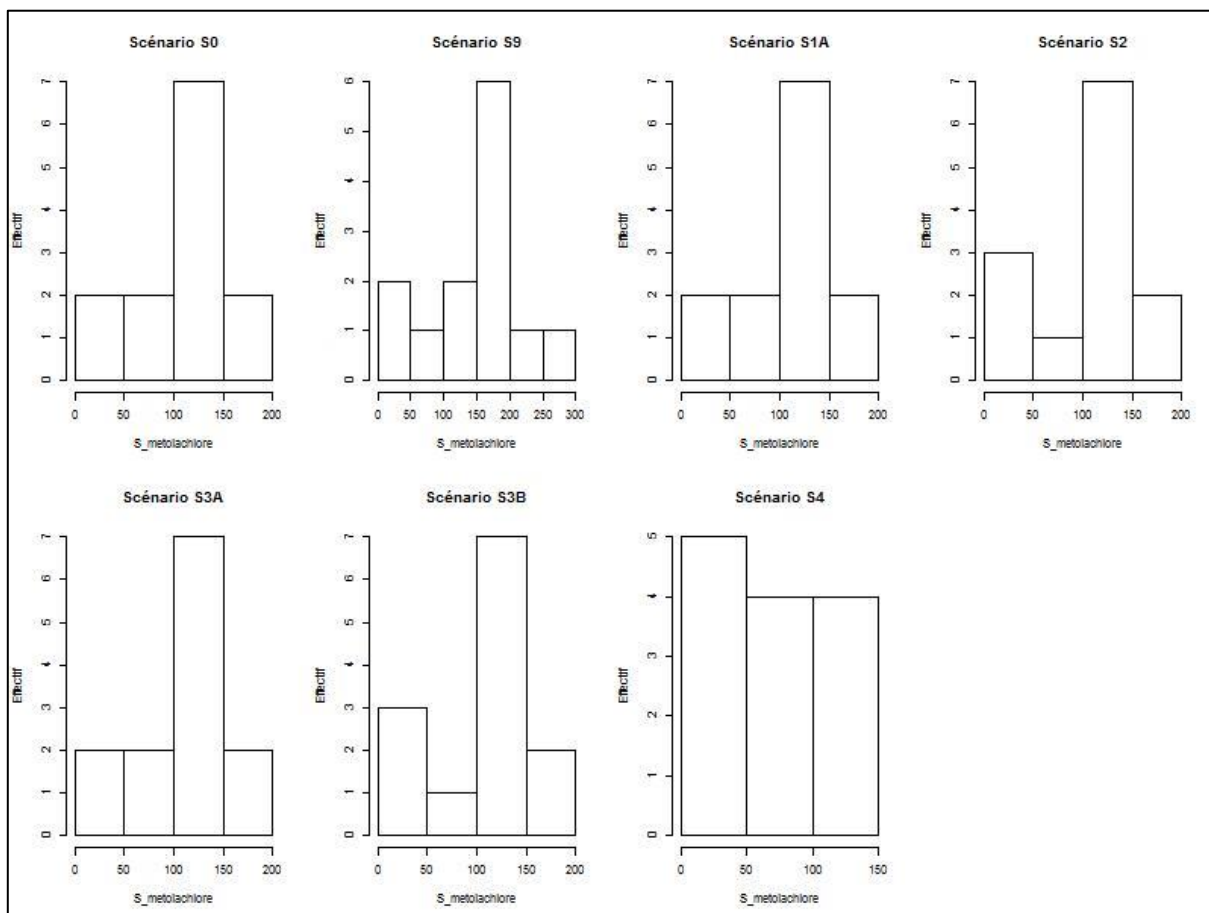 Scénario S0
Effectif
0 1 2 3 4 5 6 7
0 50 100 150 200
S_metolachlore
Scénario S9
Effectif
0 1 2 3 4 5 6
0 50 100 150 200 250 300
S_metolachlore
Scénario S1A
Effectif
0 1 2 3 4 5 6 7
0 50 100 150 200
S_metolachlore
Scénario S2
Effectif
0 1 2 3 4 5 6 7
0 50 100 150 200
S_metolachlore
Scénario S3A
Effectif
0 1 2 3 4 5 6 7
0 50 100 150 200
S_metolachlore
Scénario S3B
Effectif
0 1 2 3 4 5 6 7
0 50 100 150 200
S_metolachlore
Scénario S4
Effectif
0 1 2 3 4 5
0 50 100 150
S_metolachlore